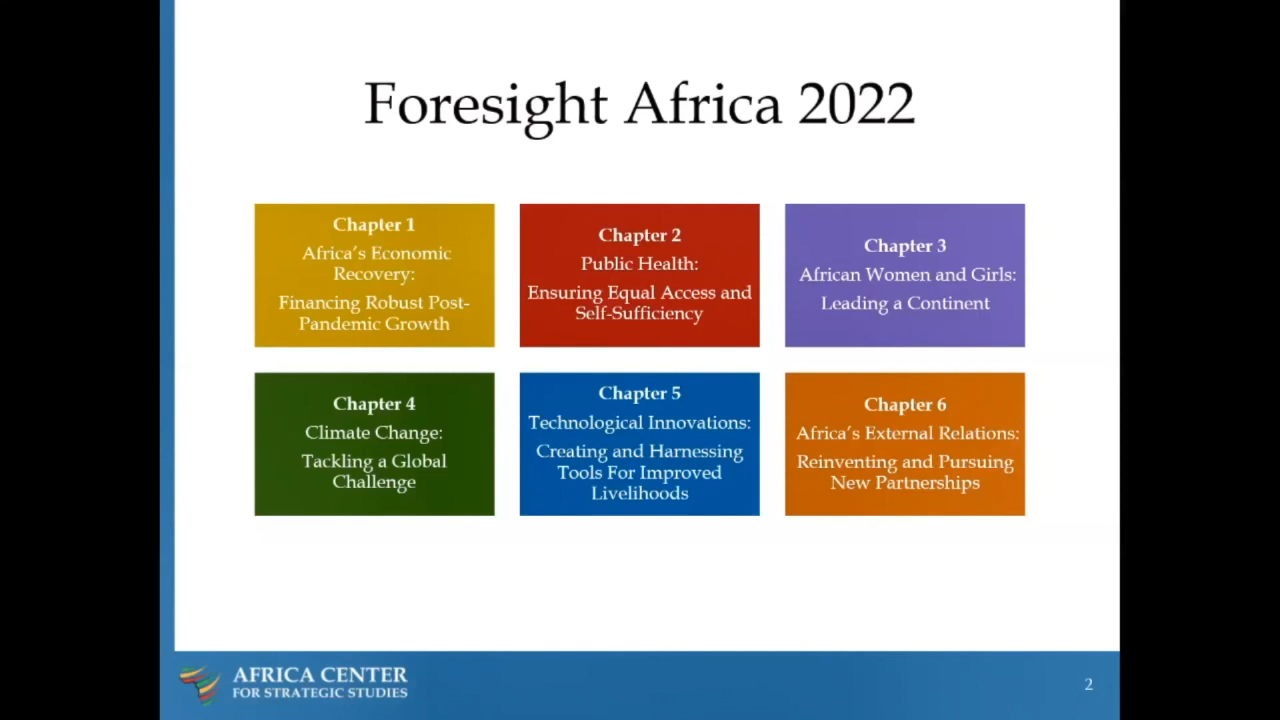 Foresight Africa 2022
Chapter 1
Africa's Economic
Recovery:
Financing Robust Post-
Pandemic Growth
Chapter 2
Public Health:
Ensuring Equal Access and
Self-Sufficiency
Chapter 3
African Women and Girls:
Leading a Continent
Chapter 4
Climate Change:
Tackling a Global
Challenge
Chapter 5
Technological Innovations:
Creating and Harnessing
Tools For Improved
Livelihoods
Chapter 6
Africa's External Relations:
Reinventing and Pursuing
New Partnerships
AFRICA CENTER
FOR STRATEGIC STUDIES
2